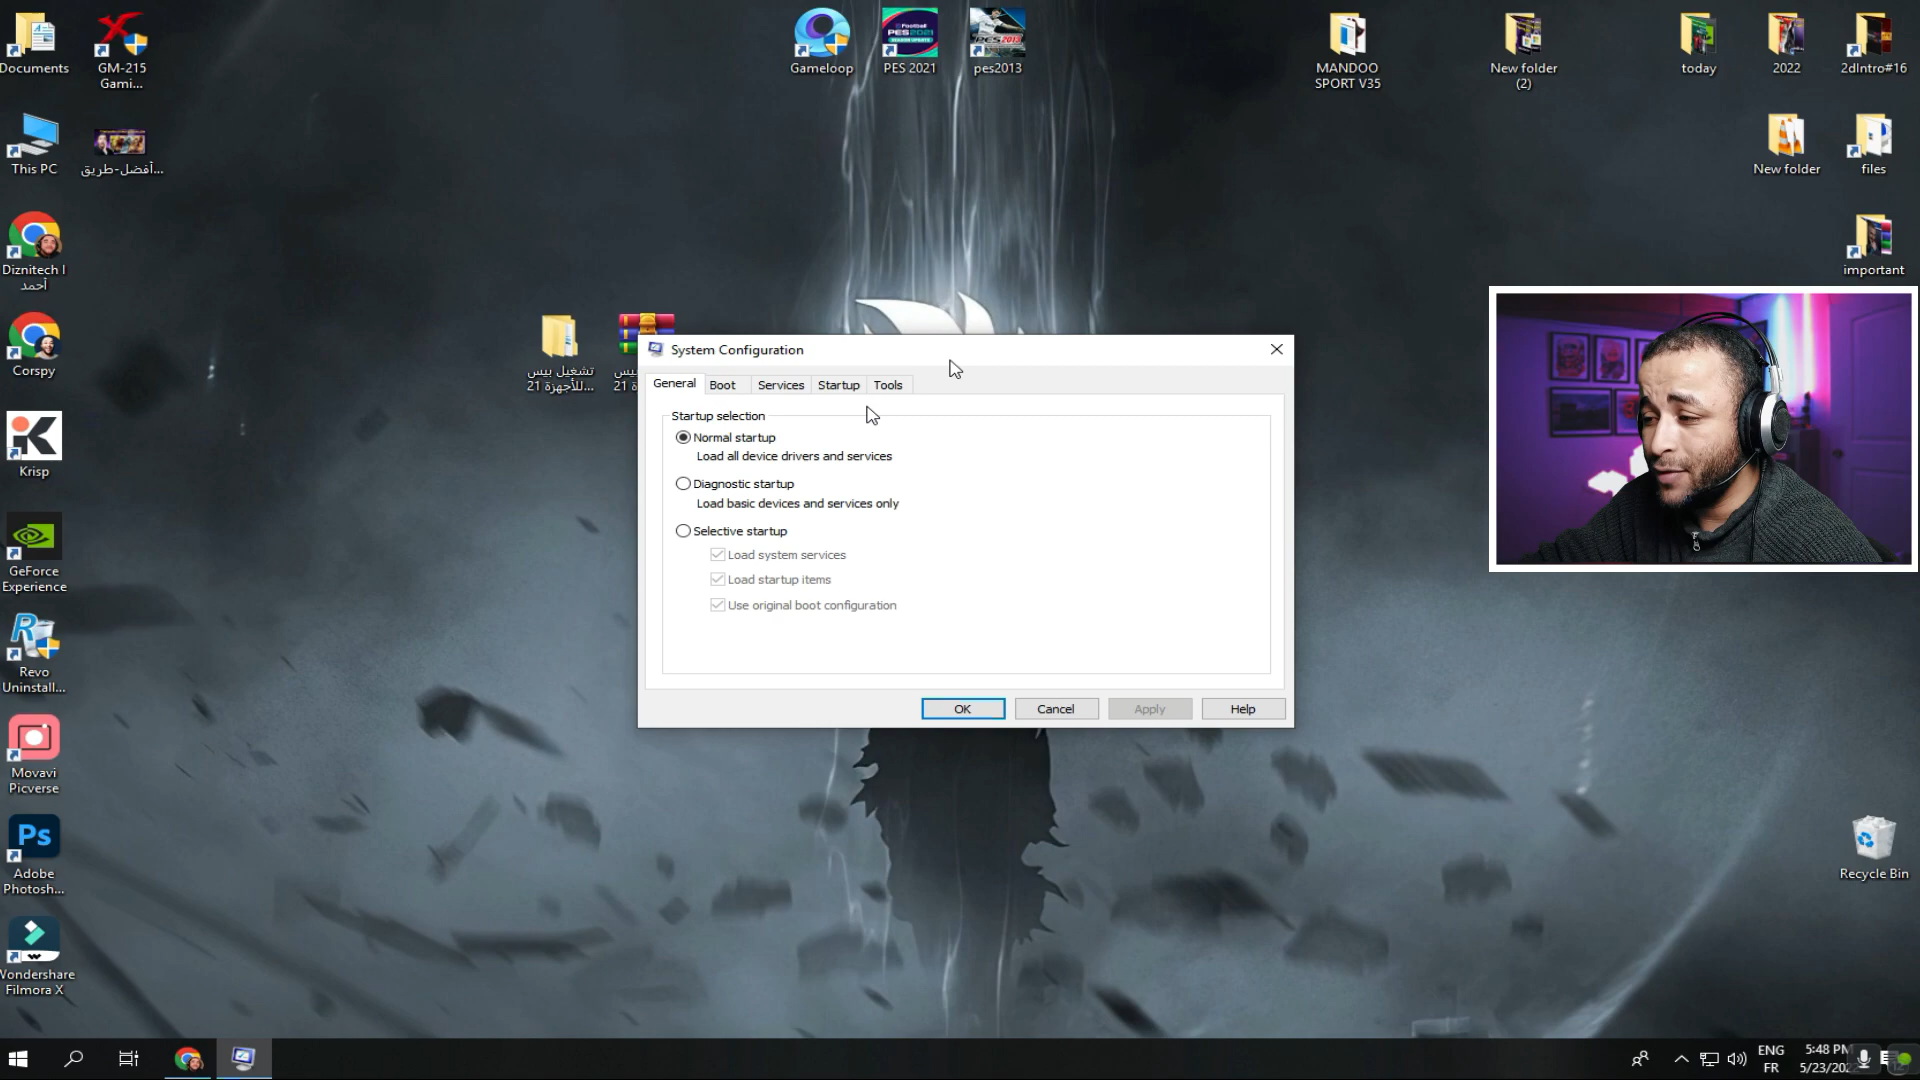 Documents
GM-215
Gami...
Gameloop
PES 2021
pes2013
MANDOO
SPORT V35
New folder
(2)
today
2022
2dIntro#16
This PC
أفضل-طريق...
New folder
files
Diznitech |
أحمد
important
Corspy
تشغيل بيس
21 للأجهزة...
System Configuration
General
Boot
Services
Startup
Tools
Startup selection
Normal startup
Load all device drivers and services
Diagnostic startup
Load basic devices and services only
Selective startup
Load system services
Load startup items
Use original boot configuration
OK
Cancel
Apply
Help
Krisp
GeForce
Experience
Revo
Uninstall...
Movavi
Picverse
Ps
Adobe
Photosh...
Wondershare
Filmora X
Recycle Bin
ENG
FR
5:48 PM